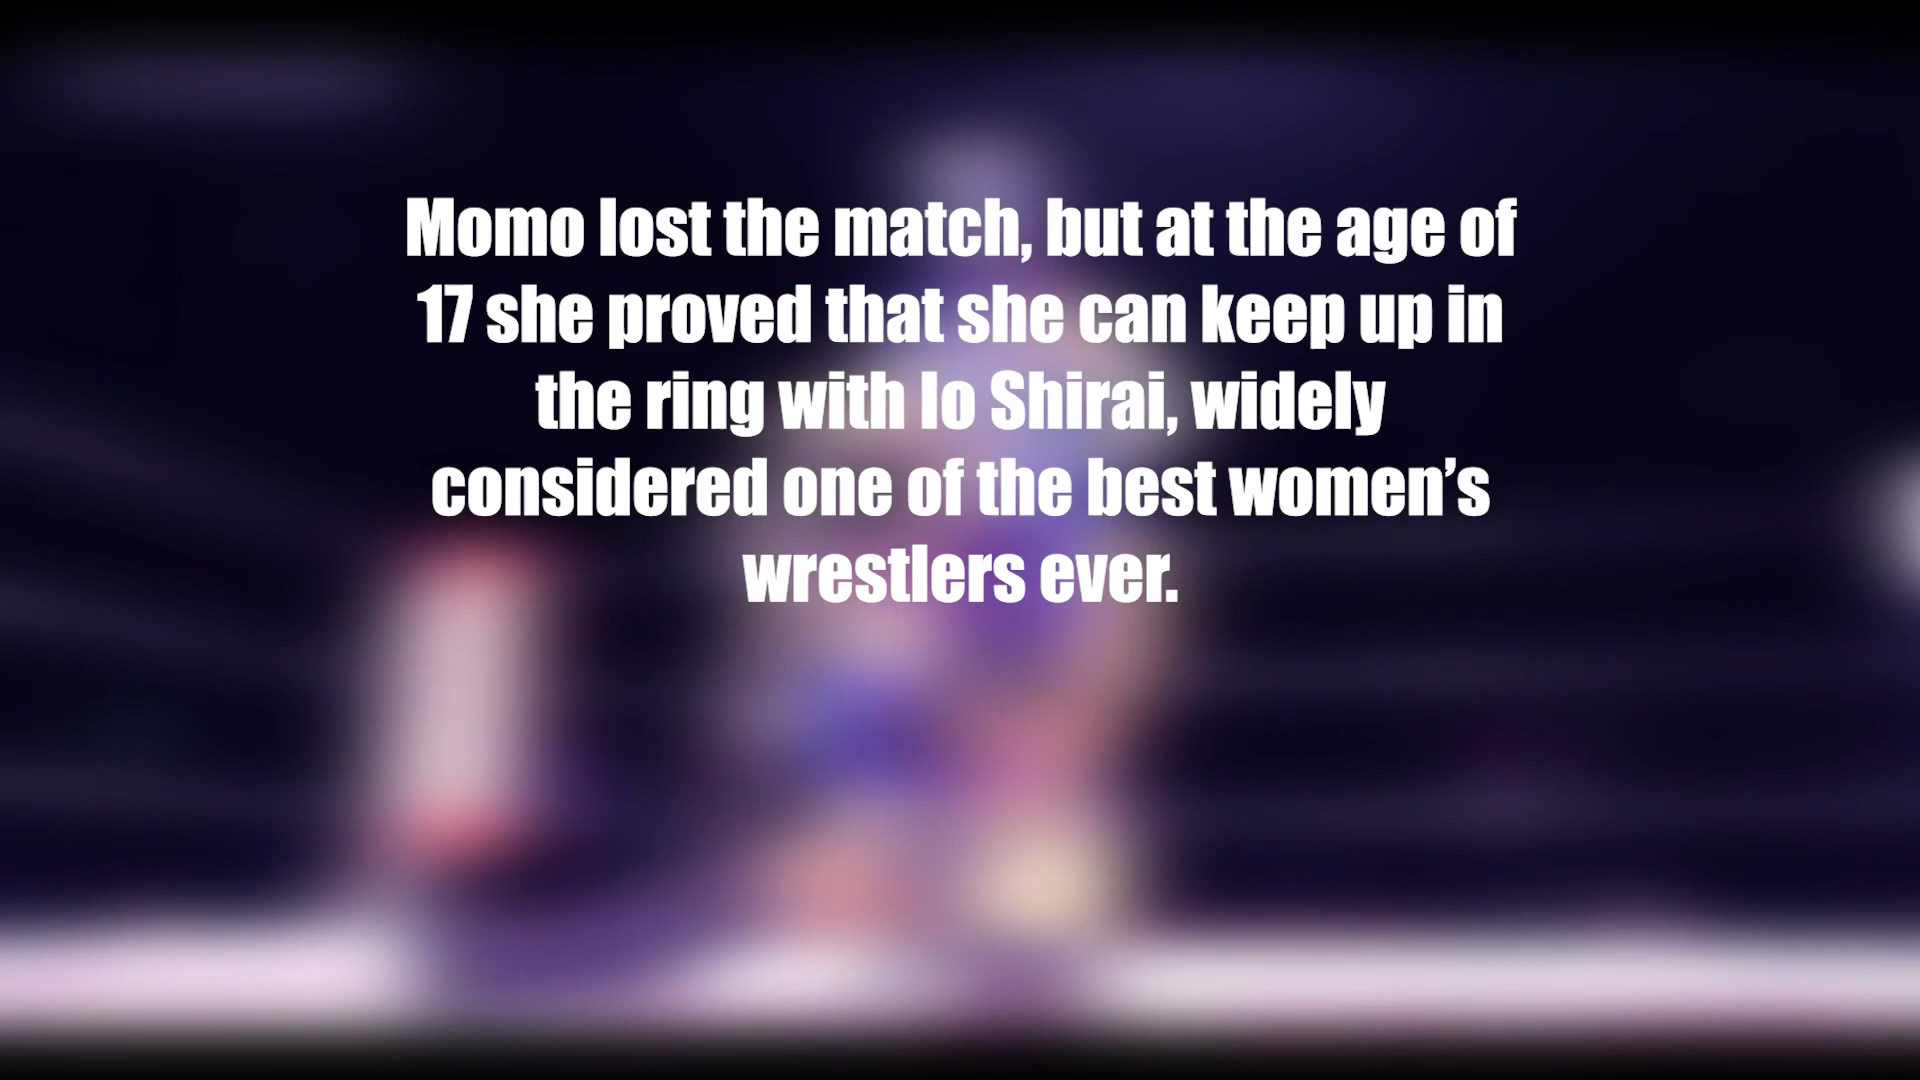 Momo lost the match, but at the age of
17 she proved that she can keep up in
the ring with Io Shirai, widely
considered one of the best women’s
wrestlers ever.